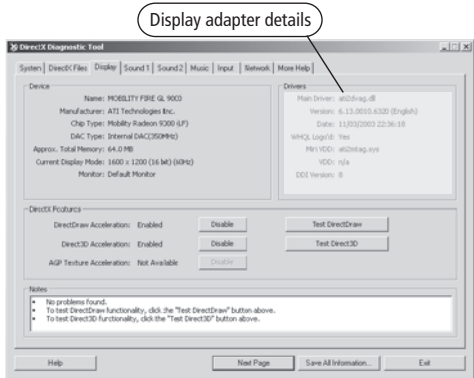 Display adapter details
DirectX Diagnostic Tool
System DirectX Files Display Sound 1 Sound 2 Music Input Network More Help
Device
Name: MOBILITY FIRE GL 9000
Manufacturer: ATI Technologies Inc.
Chip Type: Mobility Radeon 9000 (LF)
DAC Type: Internal DAC(350MHz)
Approx. Total Memory: 64.0 MB
Current Display Mode: 1600 x 1200 (16 bit) (60Hz)
Monitor: Default Monitor
Drivers
Main Driver: ati2dvag.dll
Version: 6.13.0010.6320 (English)
Date: 11/03/2003 22:36:18
WHQL Logo'd: Yes
Mini VDD: ati2mtag.sys
VDD: n/a
DDI Version: 8
DirectX Features
DirectDraw Acceleration: Enabled Disable Test DirectDraw
Direct3D Acceleration: Enabled Disable Test Direct3D
AGP Texture Acceleration: Not Available Disable
Notes
• No problems found.
• To test DirectDraw functionality, click the "Test DirectDraw" button above.
• To test Direct3D functionality, click the "Test Direct3D" button above.
Help Next Page Save All Information... Exit